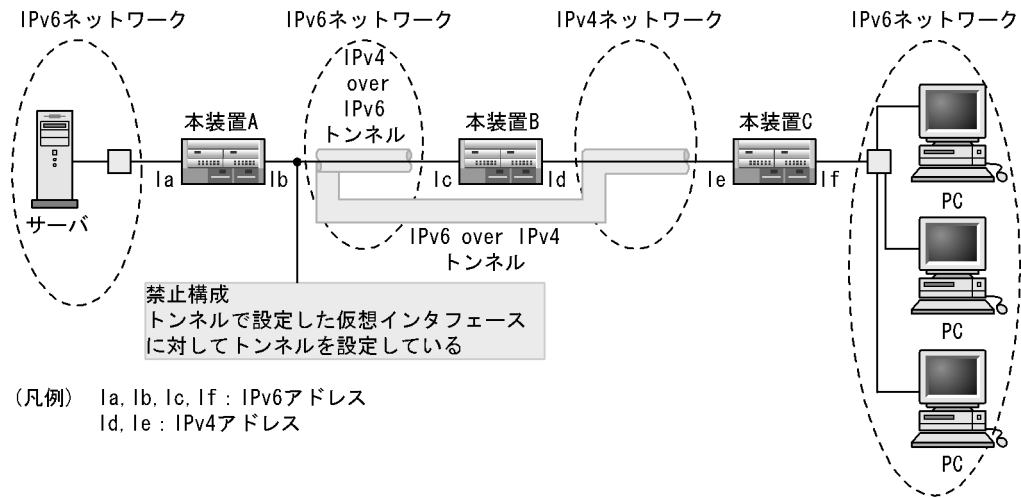 IPv6ネットワーク
IPv6ネットワーク
IPv4ネットワーク
IPv6ネットワーク
IPv4
over
IPv6
トンネル
本装置A
本装置B
本装置C
Ia
Ib
Ic
Id
Ie
If
サーバ
PC
IPv6 over IPv4
トンネル
禁止構成
トンネルで設定した仮想インタフェース
に対してトンネルを設定している
PC
(凡例) Ia,Ib,Ic,If：IPv6アドレス
Id,Ie：IPv4アドレス
PC